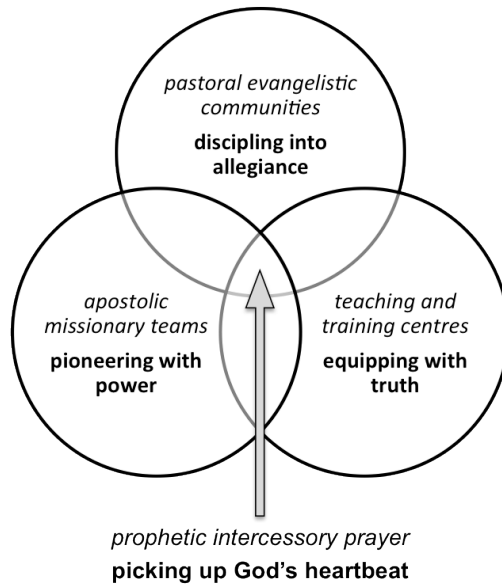 pastoral evangelistic
communities
discipling into
allegiance
apostolic
missionary teams
pioneering with
power
teaching and
training centres
equipping with
truth
prophetic intercessory prayer
picking up God's heartbeat